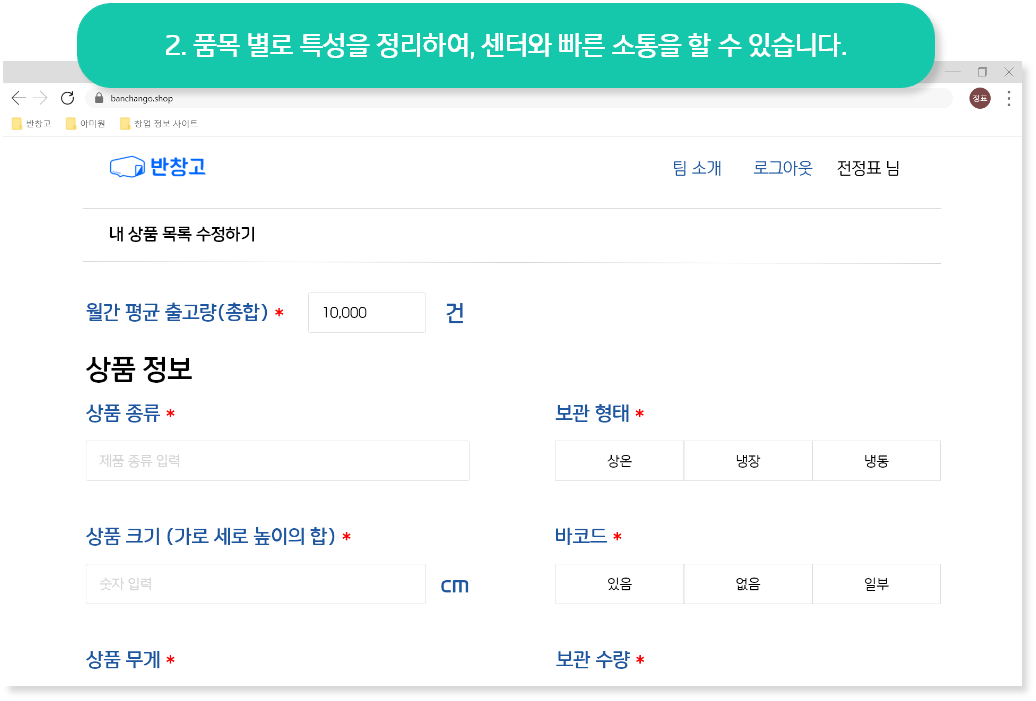 2. 품목 별로 특성을 정리하여, 센터와 빠른 소통을 할 수 있습니다.
banchango.shop
정표
반창고 아미원 창업 정보 사이트
반창고 팀 소개 로그아웃 전정표 님
내 상품 목록 수정하기
월간 평균 출고량(총합) * 10,000 건
상품 정보
상품 종류 * 보관 형태 *
제품 종류 입력 상온 냉장 냉동
상품 크기 (가로 세로 높이의 합) * 바코드 *
숫자 입력 cm 있음 없음 일부
상품 무게 * 보관 수량 *